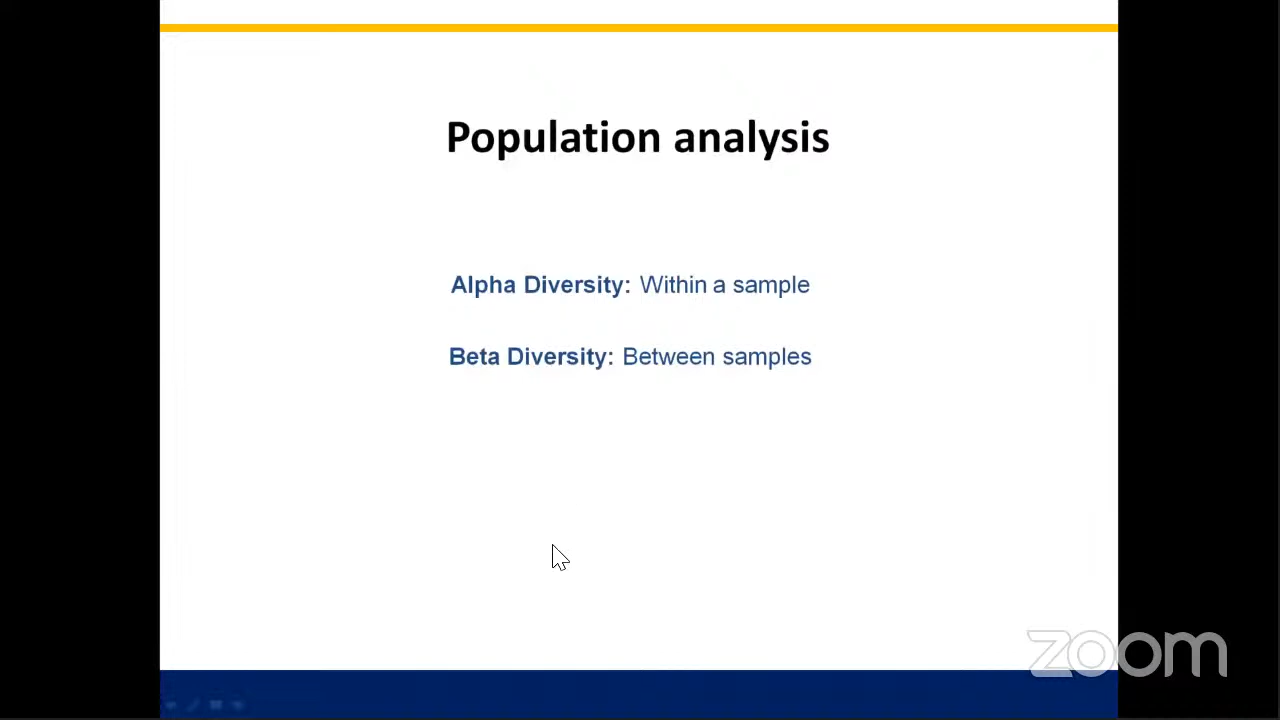 Population analysis
Alpha Diversity: Within a sample
Beta Diversity: Between samples
zoom